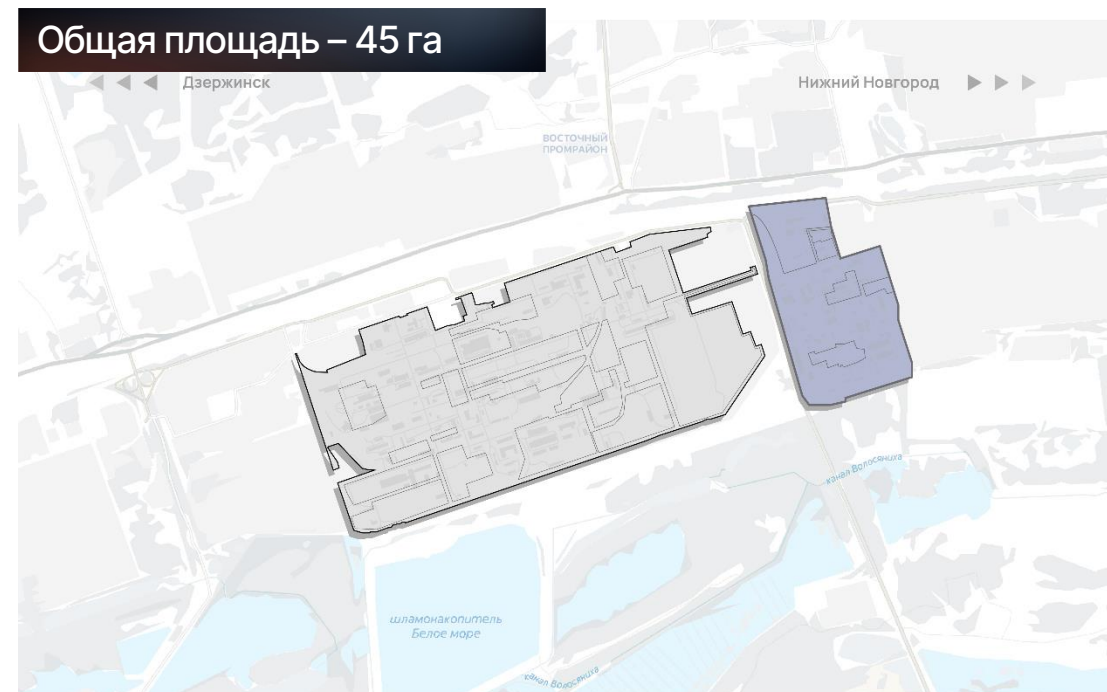 Общая площадь – 45 га
Дзержинск
Нижний Новгород
ВОСТОЧНЫЙ
ПРОМРАЙОН
канал Волосяниха
шламонакопитель
Белое море
канал Волосяниха